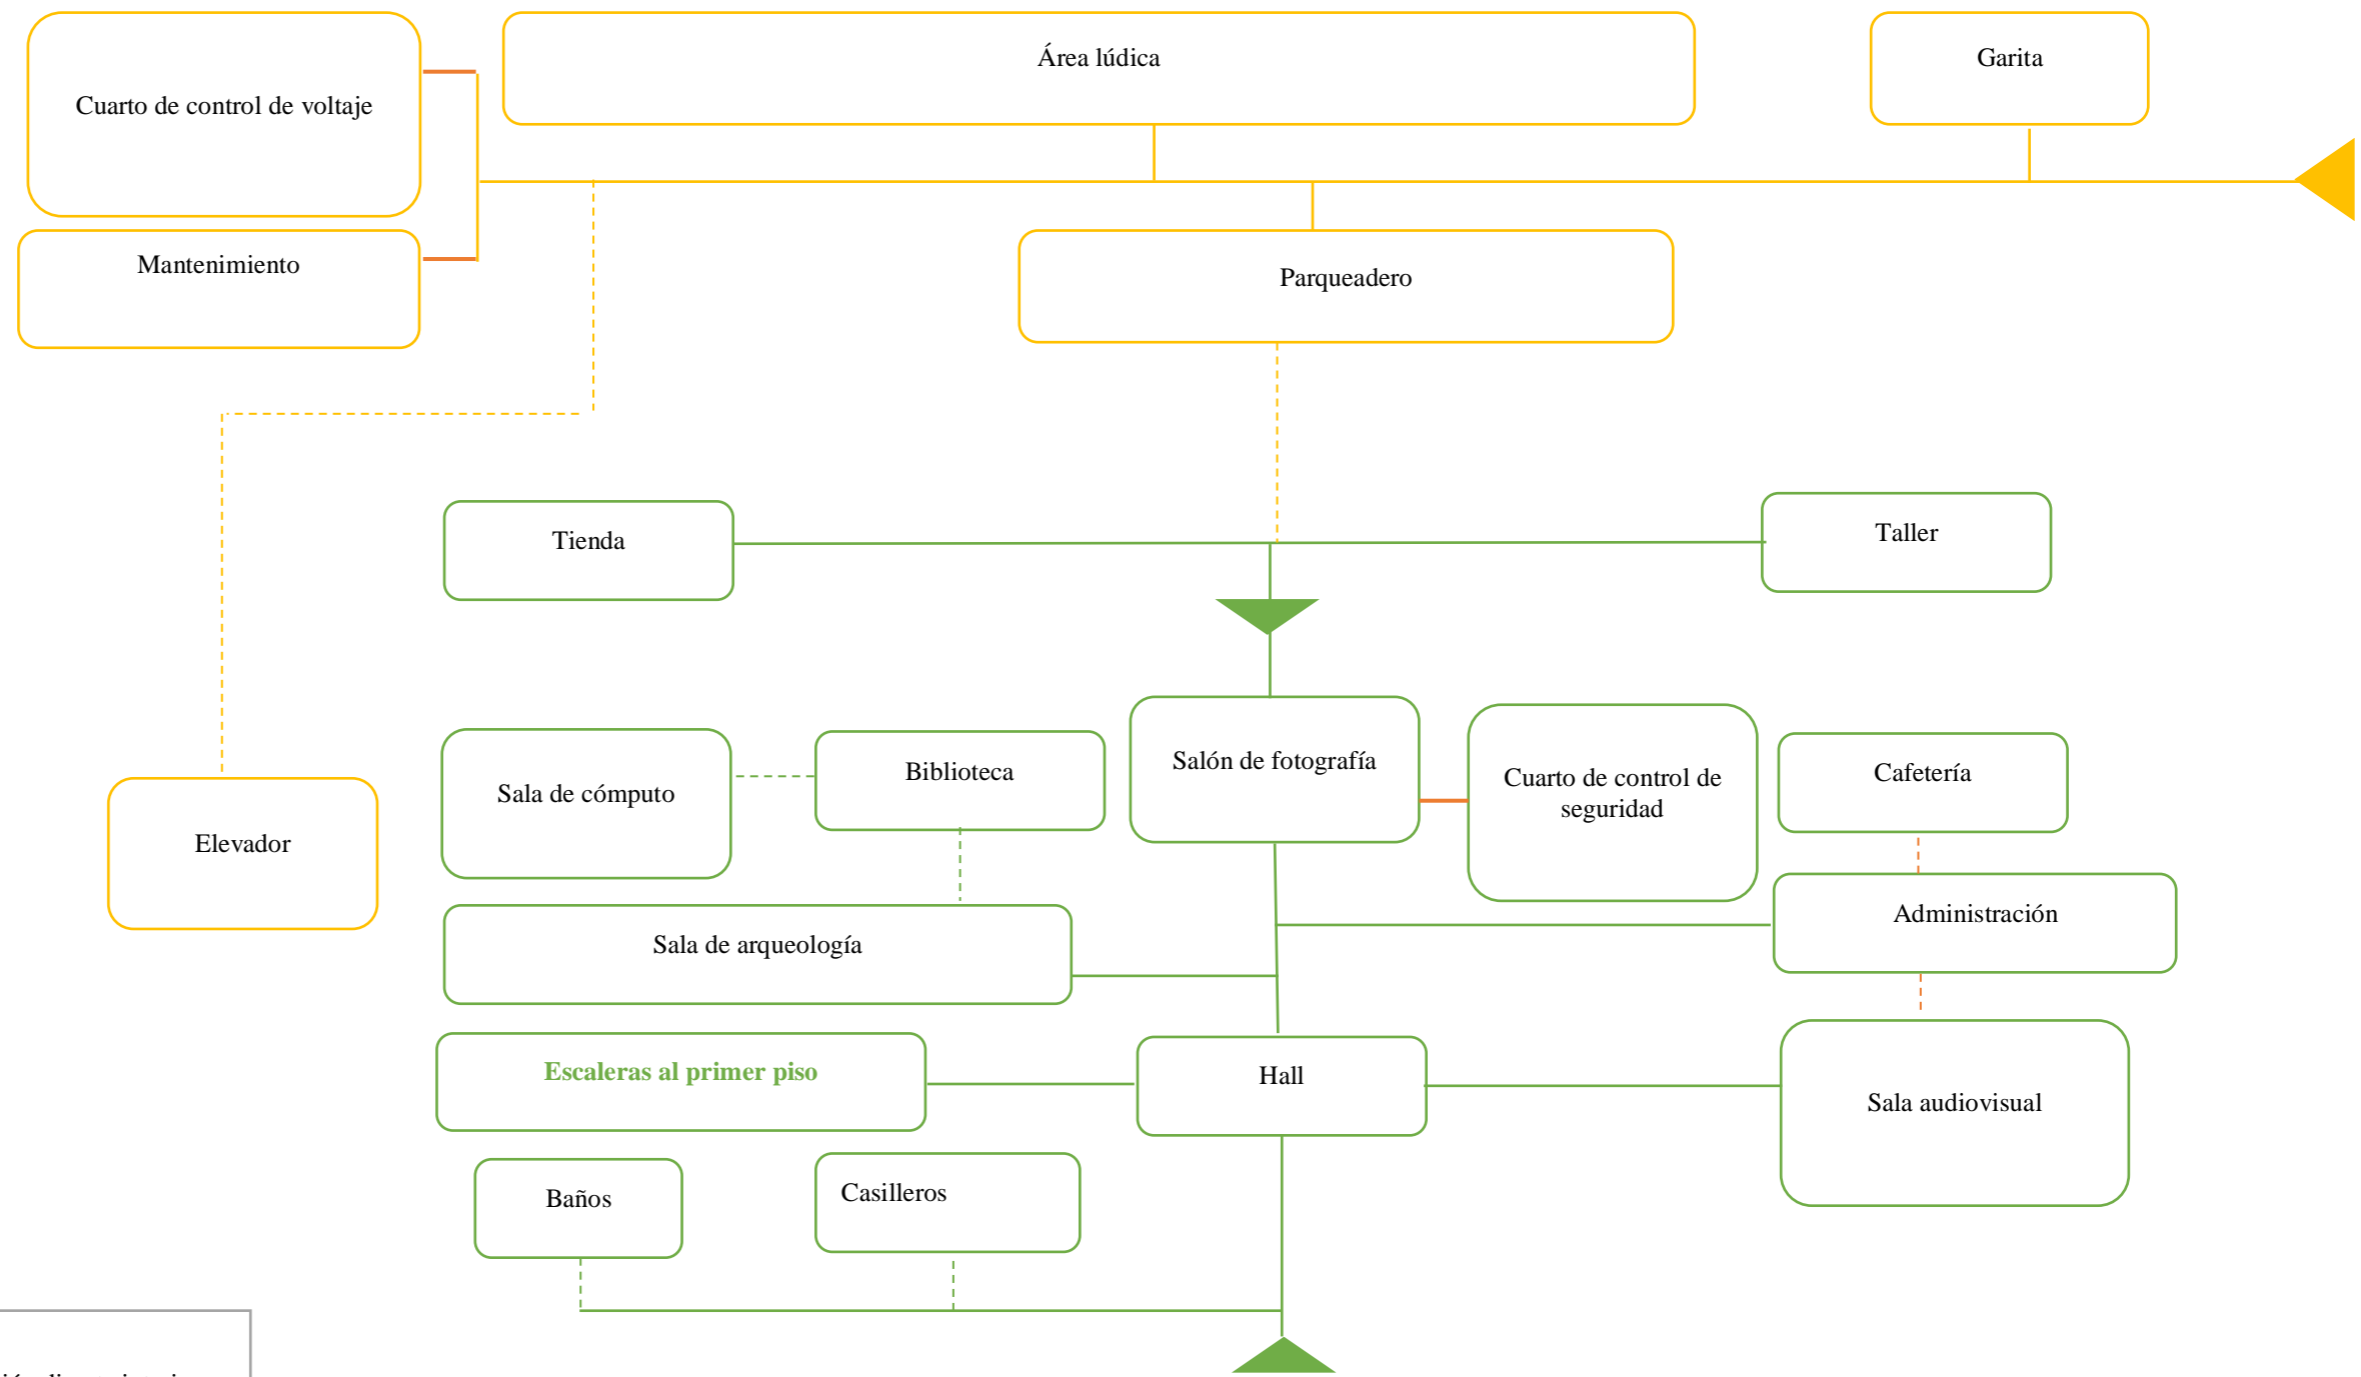 Área lúdica
Garita
Cuarto de control de voltaje
Mantenimiento
Parqueadero
Tienda
Taller
Salón de fotografía
Cuarto de control de
seguridad
Cafetería
Biblioteca
Sala de cómputo
Elevador
Administración
Sala de arqueología
Escaleras al primer piso
Hall
Sala audiovisual
Baños
Casilleros